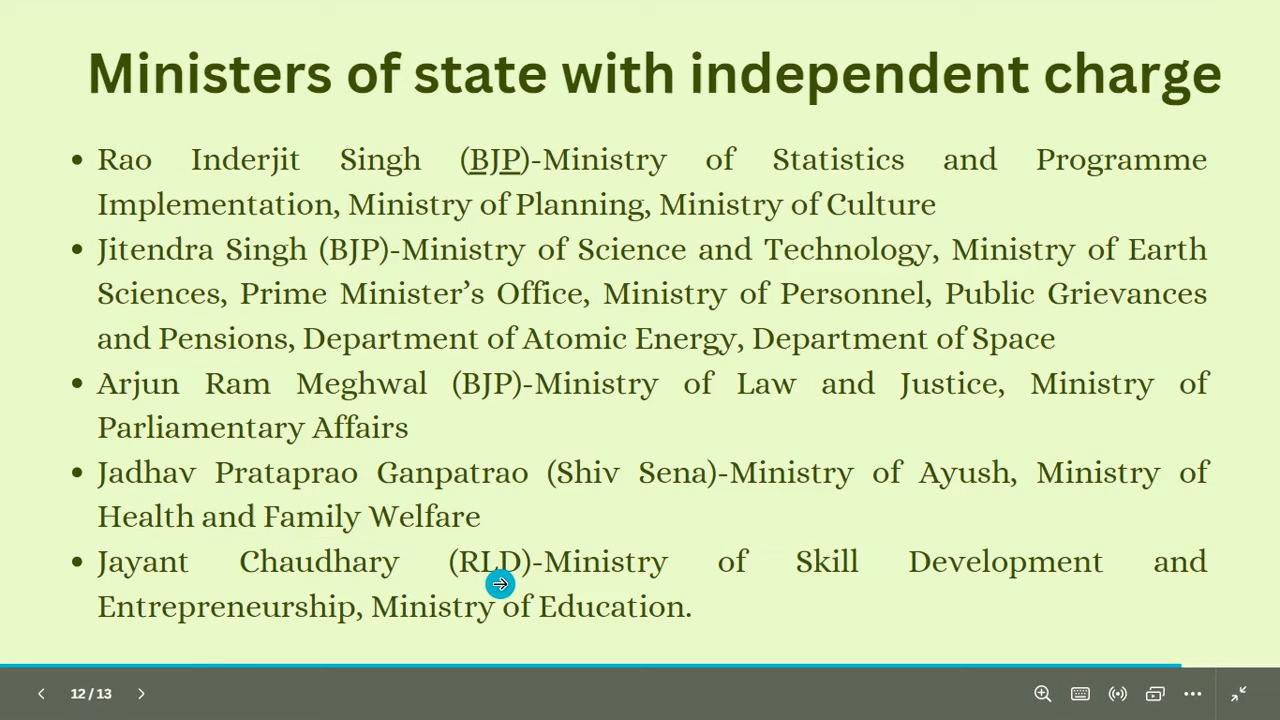 Ministers of state with independent charge
• Rao Inderjit Singh (BJP)-Ministry of Statistics and Programme
Implementation, Ministry of Planning, Ministry of Culture
• Jitendra Singh (BJP)-Ministry of Science and Technology, Ministry of Earth
Sciences, Prime Minister’s Office, Ministry of Personnel, Public Grievances
and Pensions, Department of Atomic Energy, Department of Space
• Arjun Ram Meghwal (BJP)-Ministry of Law and Justice, Ministry of
Parliamentary Affairs
• Jadhav Prataprao Ganpatrao (Shiv Sena)-Ministry of Ayush, Ministry of
Health and Family Welfare
• Jayant Chaudhary (RLD)-Ministry of Skill Development and
Entrepreneurship, Ministry of Education.
12 / 13